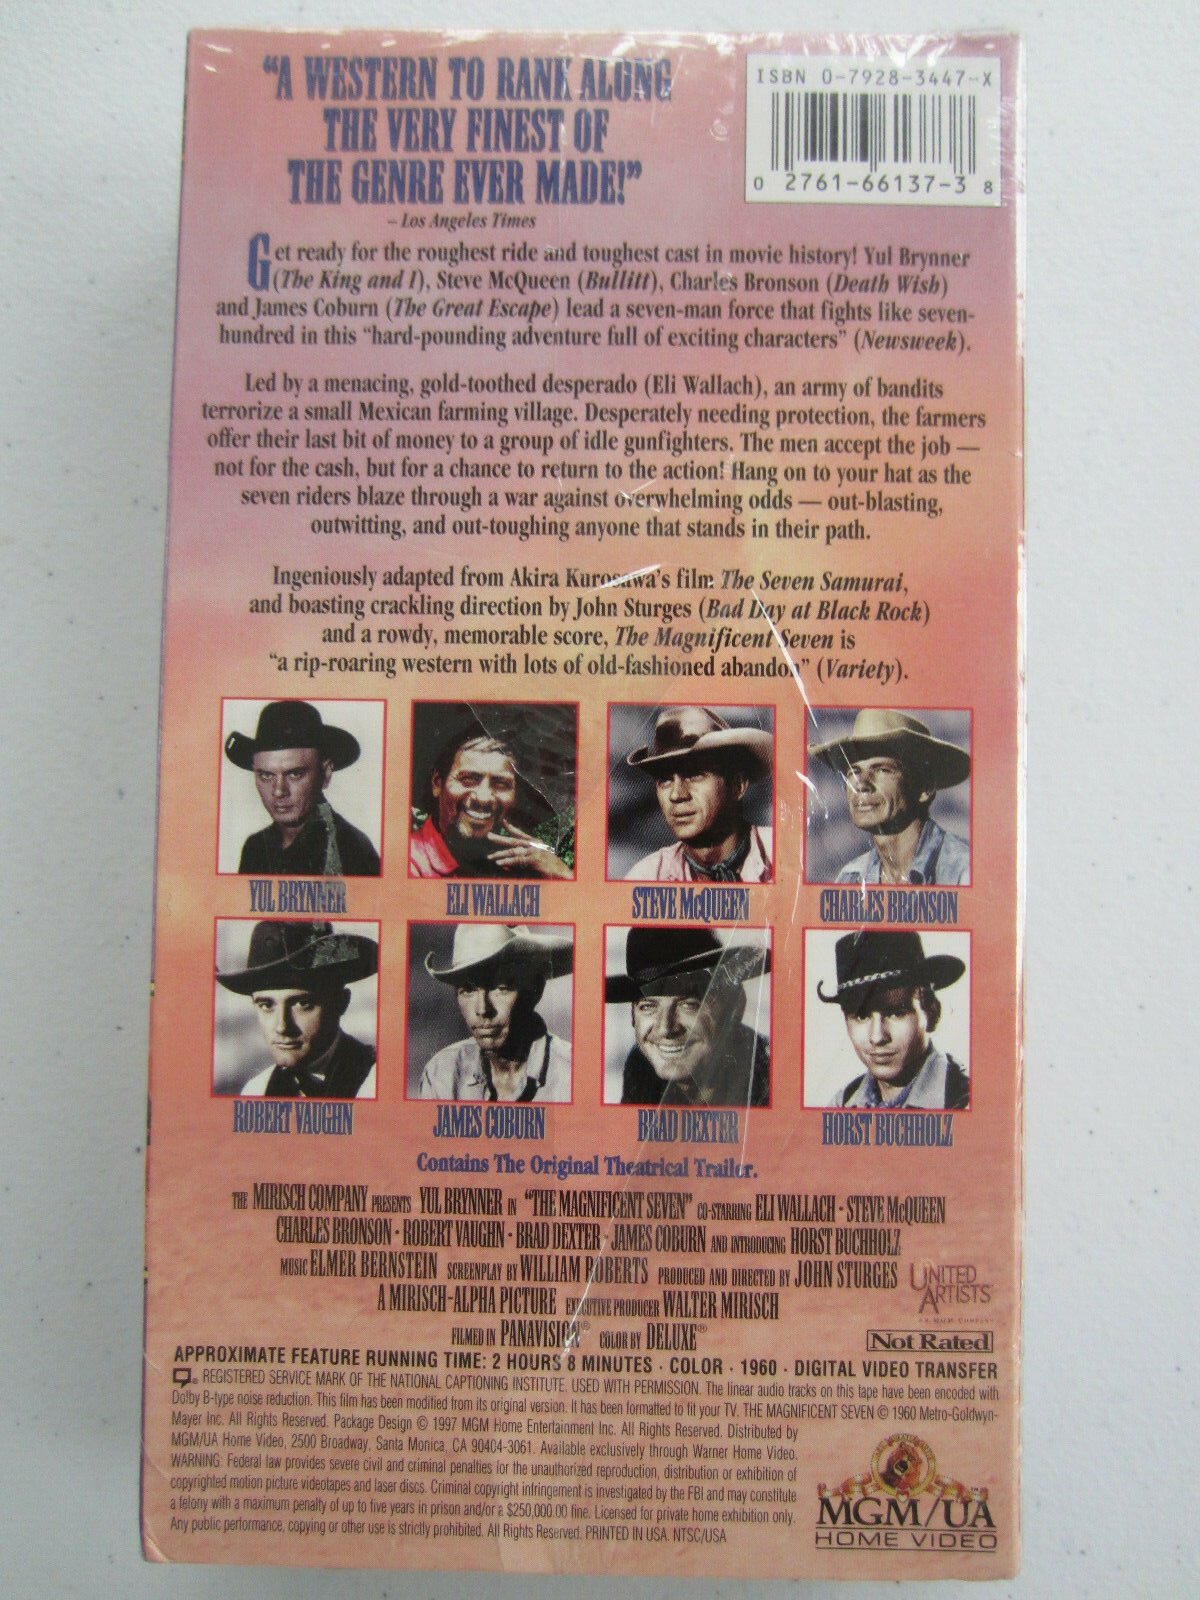 “A WESTERN TO RANK ALONG
THE VERY FINEST OF
THE GENRE EVER MADE!”
– Los Angeles Times
ISBN 0-7928-3447-X
0 2761-66137-3 8
Get ready for the roughest ride and toughest cast in movie history! Yul Brynner
(The King and I), Steve McQueen (Bullitt), Charles Bronson (Death Wish)
and James Coburn (The Great Escape) lead a seven-man force that fights like seven-
hundred in this “hard-pounding adventure full of exciting characters” (Newsweek).
Led by a menacing, gold-toothed desperado (Eli Wallach), an army of bandits
terrorize a small Mexican farming village. Desperately needing protection, the farmers
offer their last bit of money to a group of idle gunfighters. The men accept the job —
not for the cash, but for a chance to return to the action! Hang on to your hat as the
seven riders blaze through a war against overwhelming odds — out-blasting,
outwitting, and out-toughing anyone that stands in their path.
Ingeniously adapted from Akira Kurosawa’s film The Seven Samurai,
and boasting crackling direction by John Sturges (Bad Day at Black Rock)
and a rowdy, memorable score, The Magnificent Seven is
“a rip-roaring western with lots of old-fashioned abandon” (Variety).
YUL BRYNNER ELI WALLACH STEVE McQUEEN CHARLES BRONSON
ROBERT VAUGHN JAMES COBURN BRAD DEXTER HORST BUCHHOLZ
Contains The Original Theatrical Trailer.
THE MIRISCH COMPANY PRESENTS YUL BRYNNER IN “THE MAGNIFICENT SEVEN” CO-STARRING ELI WALLACH · STEVE McQUEEN
CHARLES BRONSON · ROBERT VAUGHN · BRAD DEXTER · JAMES COBURN AND INTRODUCING HORST BUCHHOLZ
MUSIC ELMER BERNSTEIN SCREENPLAY BY WILLIAM ROBERTS PRODUCED AND DIRECTED BY JOHN STURGES
A MIRISCH-ALPHA PICTURE EXECUTIVE PRODUCER WALTER MIRISCH
FILMED IN PANAVISION® COLOR BY DELUXE®
UNITED
ARTISTS
AN MGM COMPANY
Not Rated
APPROXIMATE FEATURE RUNNING TIME: 2 HOURS 8 MINUTES · COLOR · 1960 · DIGITAL VIDEO TRANSFER
REGISTERED SERVICE MARK OF THE NATIONAL CAPTIONING INSTITUTE. USED WITH PERMISSION. The linear audio tracks on this tape have been encoded with
Dolby B-type noise reduction. This film has been modified from its original version. It has been formatted to fit your TV. THE MAGNIFICENT SEVEN © 1960 Metro-Goldwyn-
Mayer Inc. All Rights Reserved. Package Design © 1997 MGM Home Entertainment Inc. All Rights Reserved. Distributed by
MGM/UA Home Video, 2500 Broadway, Santa Monica, CA 90404-3061. Available exclusively through Warner Home Video.
WARNING: Federal law provides severe civil and criminal penalties for the unauthorized reproduction, distribution or exhibition of
copyrighted motion picture videotapes and laser discs. Criminal copyright infringement is investigated by the FBI and may constitute
a felony with a maximum penalty of up to five years in prison and/or a $250,000.00 fine. Licensed for private home exhibition only.
Any public performance, copying or other use is strictly prohibited. All Rights Reserved. PRINTED IN USA. NTSC/USA
MGM/UA
HOME VIDEO